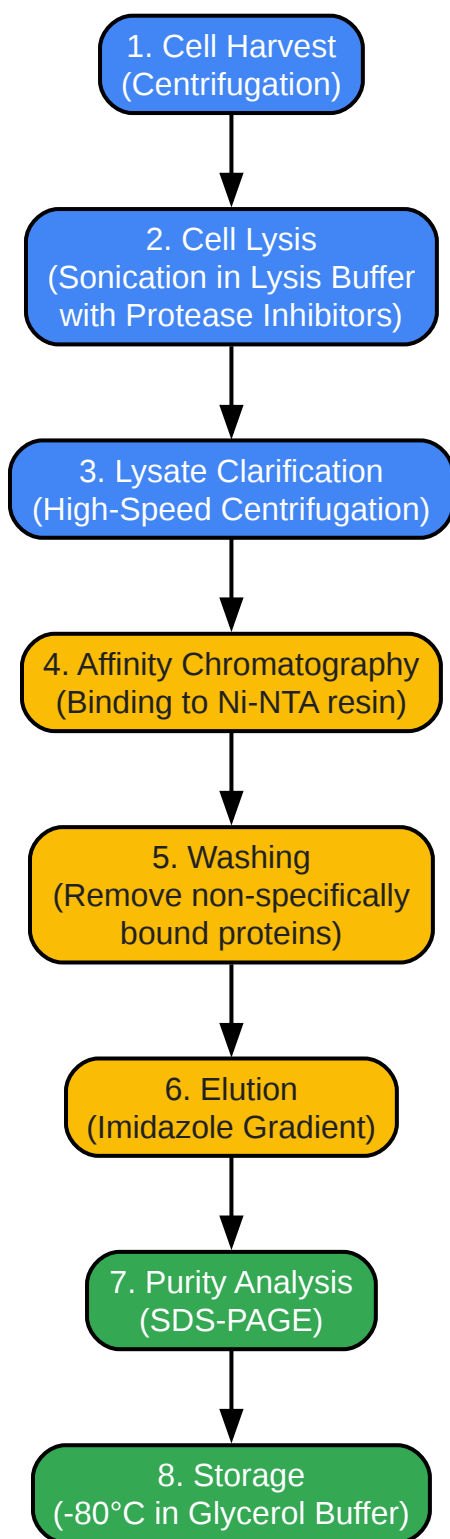 1. Cell Harvest
(Centrifugation)
2. Cell Lysis
(Sonication in Lysis Buffer
with Protease Inhibitors)
3. Lysate Clarification
(High-Speed Centrifugation)
4. Affinity Chromatography
(Binding to Ni-NTA resin)
5. Washing
(Remove non-specifically
bound proteins)
6. Elution
(Imidazole Gradient)
7. Purity Analysis
(SDS-PAGE)
8. Storage
(-80°C in Glycerol Buffer)